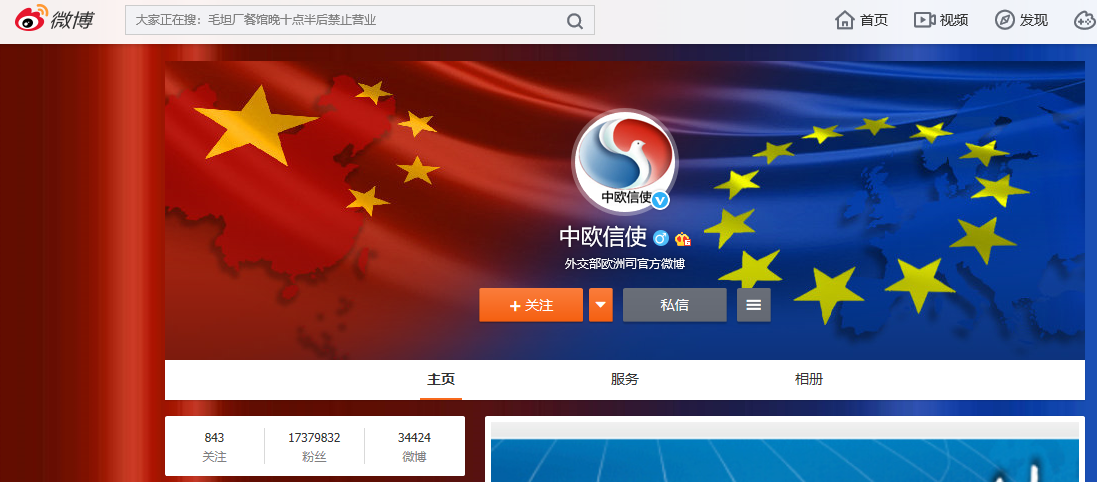 微博
大家正在搜：毛坦厂餐馆晚十点半后禁止营业
首页
视频
发现
中欧信使
V
中欧信使
外交部欧洲司官方微博
+ 关注
私信
主页
服务
相册
843
17379832
34424
关注
粉丝
微博